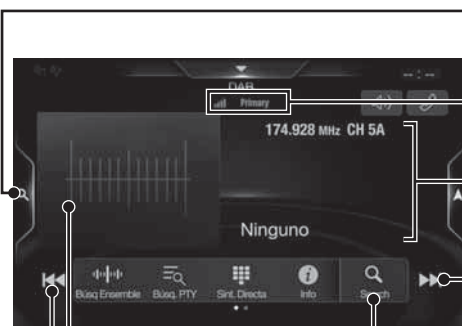 DAB
Primary
174.928 MHz CH 5A
Ninguno
Búsq Ensemble Búsq. PTY Sint. Directa Info Search